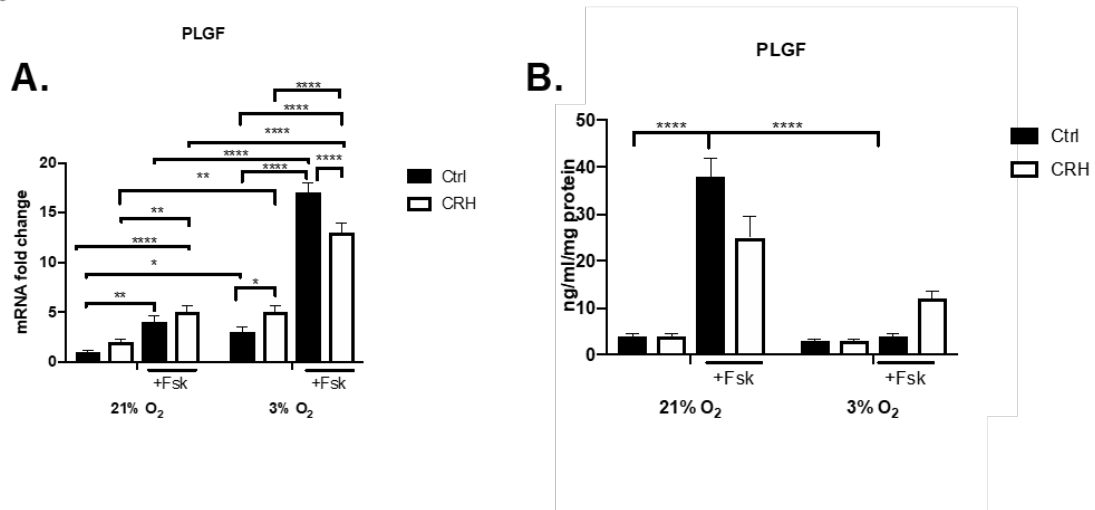 PLGF
A.
****
****
****
****
**** ****
**
**
****
*
*
**
mRNA fold change
20
15
10
5
0
+Fsk +Fsk
21% O2 3% O2
Ctrl
CRH
PLGF
B.
**** ****
ng/ml/mg protein
50
40
30
20
10
0
+Fsk +Fsk
21% O2 3% O2
Ctrl
CRH